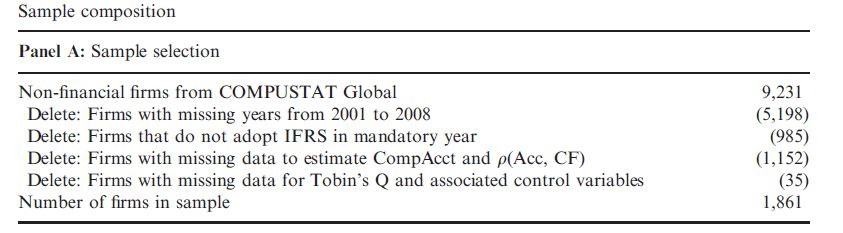 Sample composition
Panel A: Sample selection
Non-financial firms from COMPUSTAT Global 9,231
Delete: Firms with missing years from 2001 to 2008 (5,198)
Delete: Firms that do not adopt IFRS in mandatory year (985)
Delete: Firms with missing data to estimate CompAcct and ρ(Acc, CF) (1,152)
Delete: Firms with missing data for Tobin's Q and associated control variables (35)
Number of firms in sample 1,861